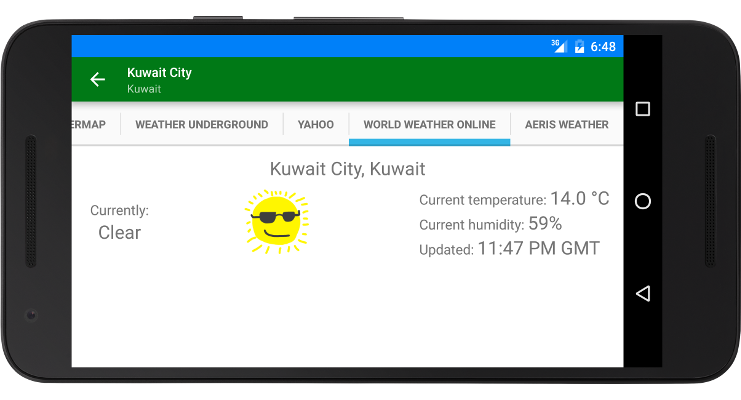 3G 6:48
Kuwait City
Kuwait
ERMAP WEATHER UNDERGROUND YAHOO WORLD WEATHER ONLINE AERIS WEATHER
Kuwait City, Kuwait
Currently:
Clear
Current temperature: 14.0 °C
Current humidity: 59%
Updated: 11:47 PM GMT